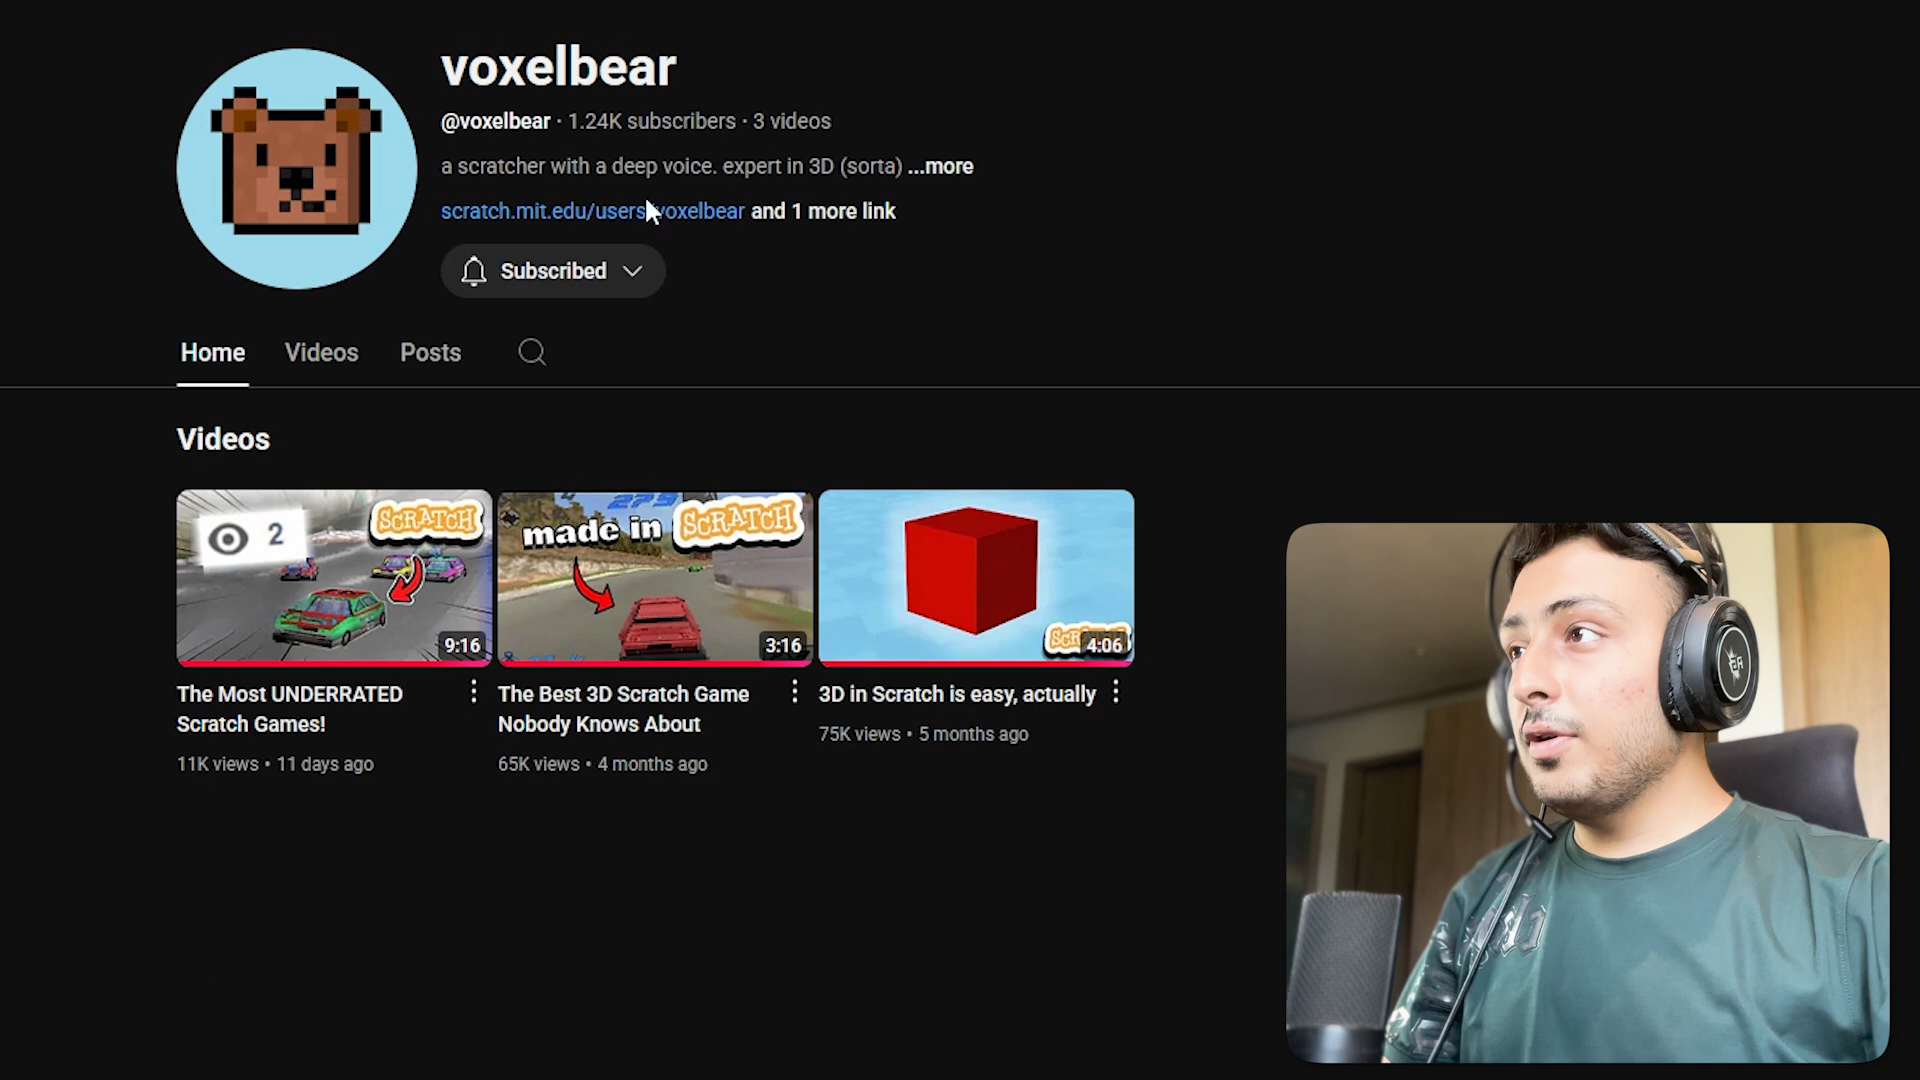 voxelbear
@voxelbear · 1.24K subscribers · 3 videos
a scratcher with a deep voice. expert in 3D (sorta) ...more
scratch.mit.edu/users/voxelbear and 1 more link
Subscribed
Home Videos Posts
Videos
2 SCRATCH
9:16
made in SCRATCH
3:16
4:06
The Most UNDERRATED
Scratch Games!
11K views • 11 days ago
The Best 3D Scratch Game
Nobody Knows About
65K views • 4 months ago
3D in Scratch is easy, actually
75K views • 5 months ago